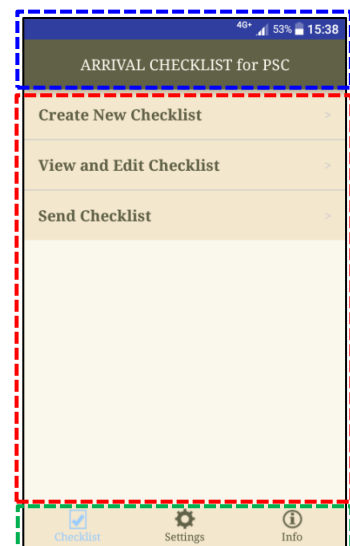 4G+ 53% 15:38
ARRIVAL CHECKLIST for PSC
Create New Checklist >
View and Edit Checklist >
Send Checklist >
Checklist Settings Info